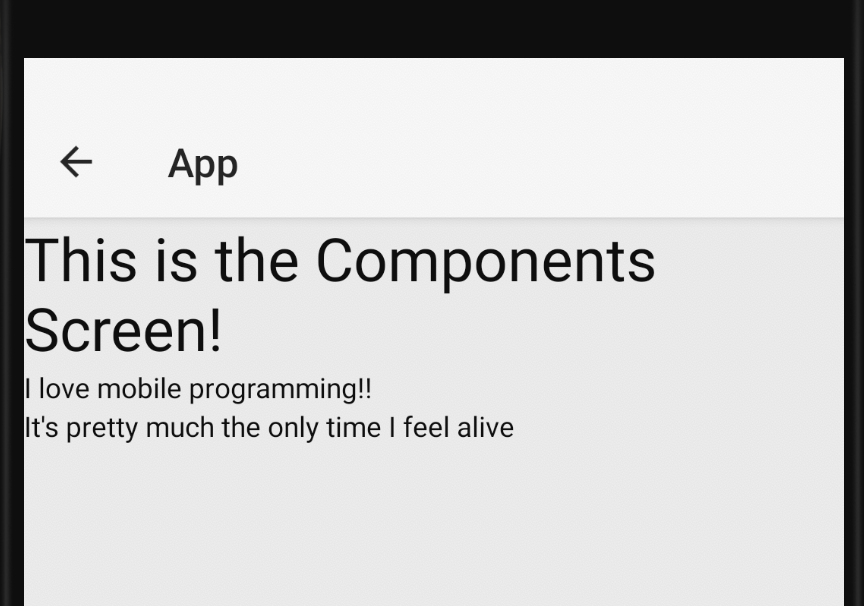 App
This is the Components
Screen!
I love mobile programming!!
It's pretty much the only time I feel alive